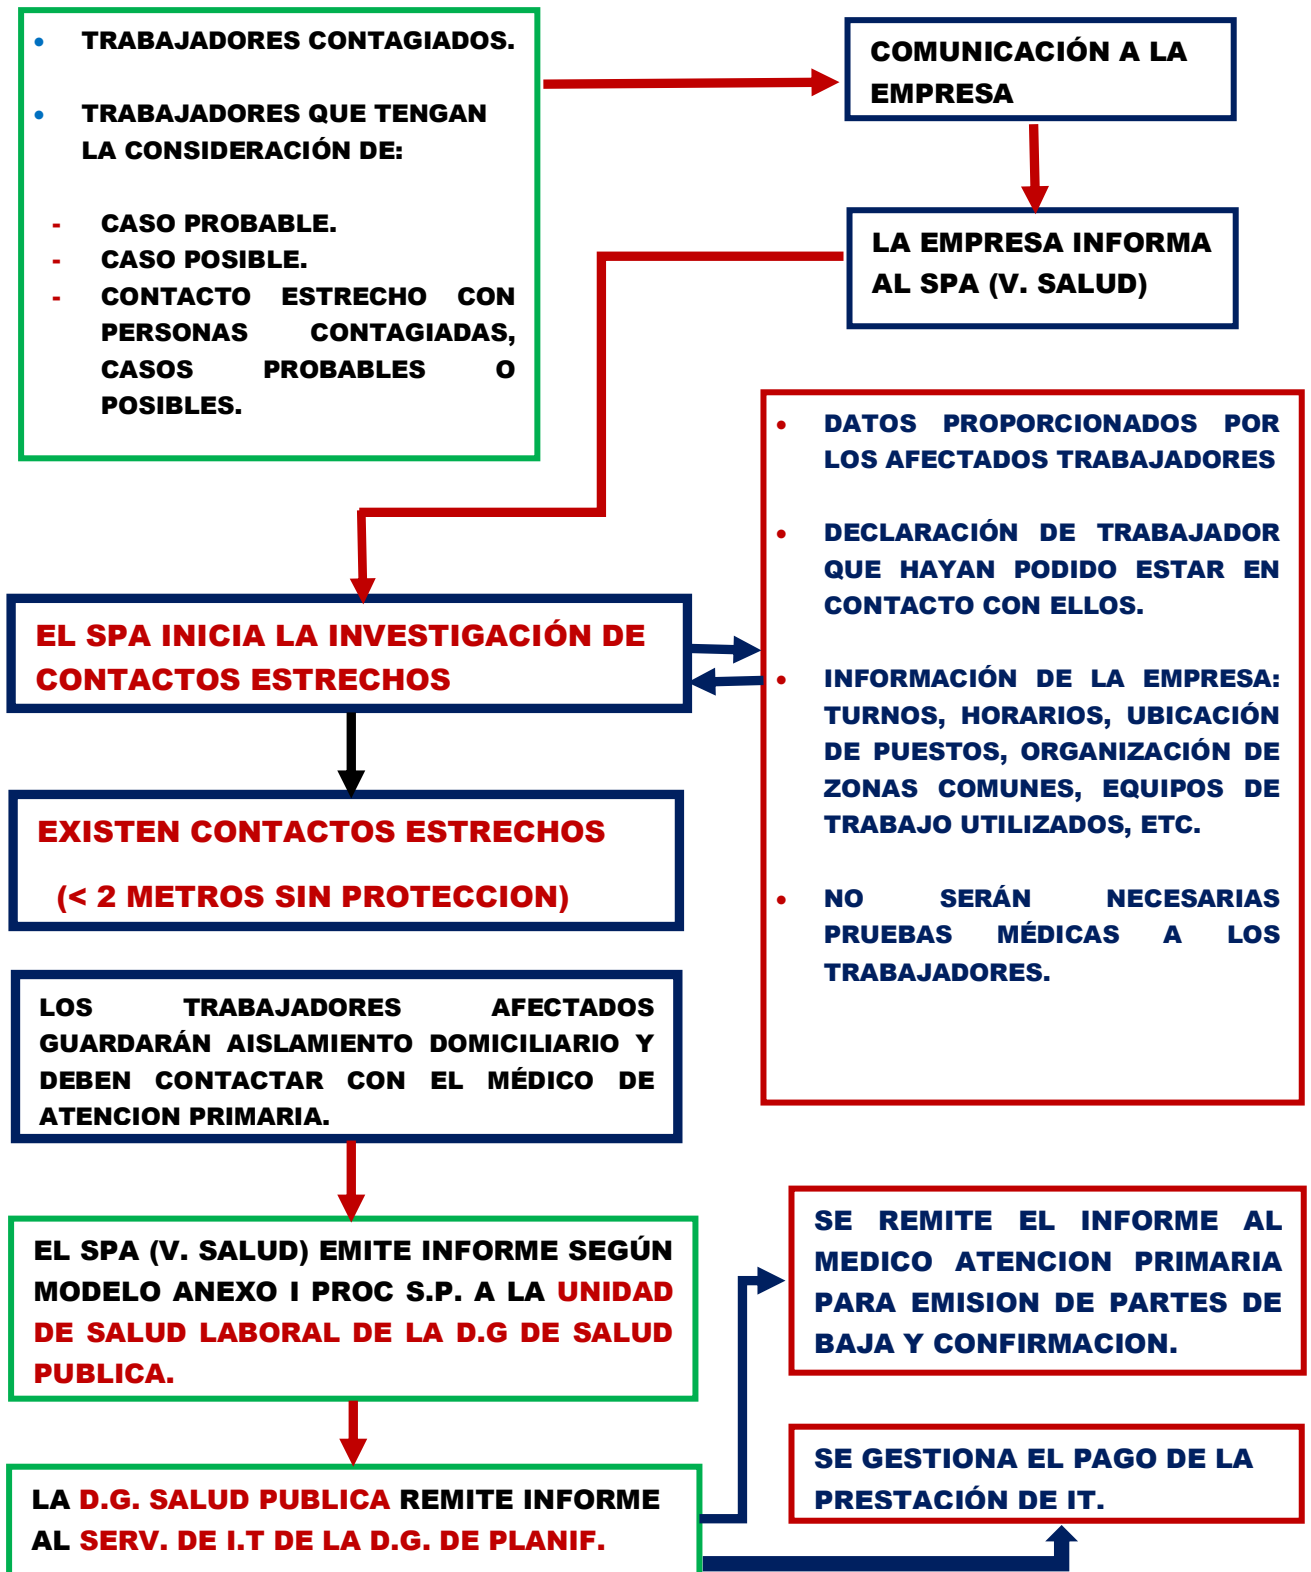 • TRABAJADORES CONTAGIADOS.
• TRABAJADORES QUE TENGAN
LA CONSIDERACIÓN DE:
- CASO PROBABLE.
- CASO POSIBLE.
- CONTACTO ESTRECHO CON
PERSONAS CONTAGIADAS,
CASOS PROBABLES O
POSIBLES.
COMUNICACIÓN A LA
EMPRESA
LA EMPRESA INFORMA
AL SPA (V. SALUD)
• DATOS PROPORCIONADOS POR
LOS AFECTADOS TRABAJADORES
• DECLARACIÓN DE TRABAJADOR
QUE HAYAN PODIDO ESTAR EN
CONTACTO CON ELLOS.
• INFORMACIÓN DE LA EMPRESA:
TURNOS, HORARIOS, UBICACIÓN
DE PUESTOS, ORGANIZACIÓN DE
ZONAS COMUNES, EQUIPOS DE
TRABAJO UTILIZADOS, ETC.
• NO SERÁN NECESARIAS
PRUEBAS MÉDICAS A LOS
TRABAJADORES.
EL SPA INICIA LA INVESTIGACIÓN DE
CONTACTOS ESTRECHOS
EXISTEN CONTACTOS ESTRECHOS
(< 2 METROS SIN PROTECCION)
LOS TRABAJADORES AFECTADOS
GUARDARÁN AISLAMIENTO DOMICILIARIO Y
DEBEN CONTACTAR CON EL MÉDICO DE
ATENCION PRIMARIA.
EL SPA (V. SALUD) EMITE INFORME SEGÚN
MODELO ANEXO I PROC S.P. A LA UNIDAD
DE SALUD LABORAL DE LA D.G DE SALUD
PUBLICA.
SE REMITE EL INFORME AL
MEDICO ATENCION PRIMARIA
PARA EMISION DE PARTES DE
BAJA Y CONFIRMACION.
SE GESTIONA EL PAGO DE LA
PRESTACIÓN DE IT.
LA D.G. SALUD PUBLICA REMITE INFORME
AL SERV. DE I.T DE LA D.G. DE PLANIF.